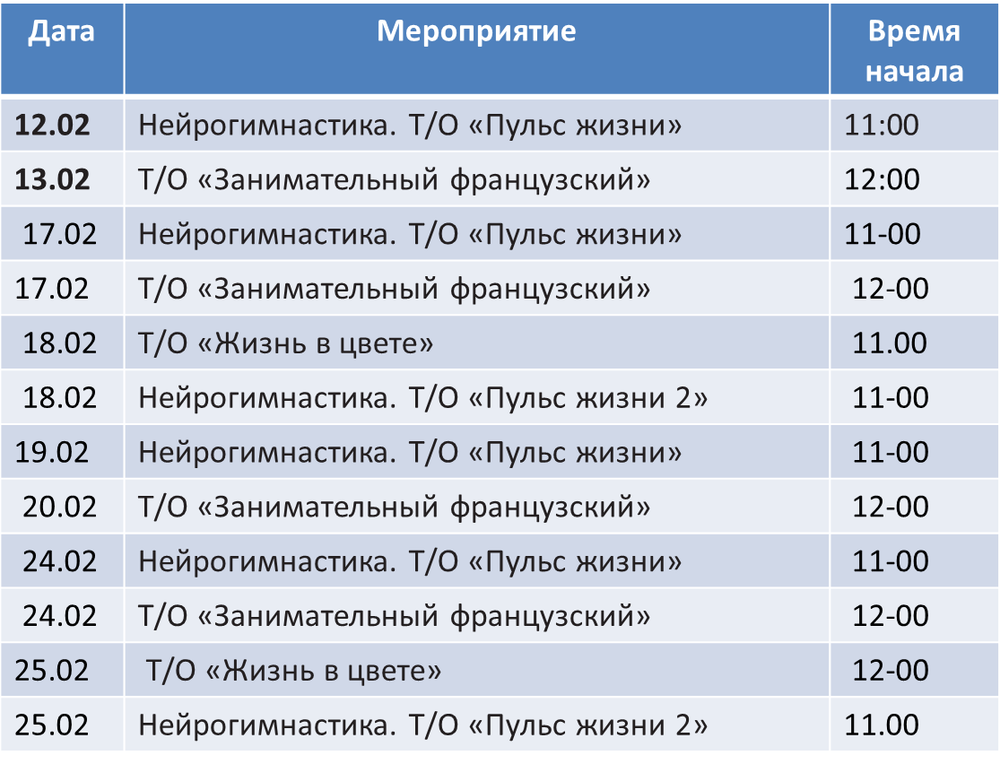 Дата Мероприятие Время начала
12.02 Нейрогимнастика. Т/О «Пульс жизни» 11:00
13.02 Т/О «Занимательный французский» 12:00
17.02 Нейрогимнастика. Т/О «Пульс жизни» 11-00
17.02 Т/О «Занимательный французский» 12-00
18.02 Т/О «Жизнь в цвете» 11.00
18.02 Нейрогимнастика. Т/О «Пульс жизни 2» 11-00
19.02 Нейрогимнастика. Т/О «Пульс жизни» 11-00
20.02 Т/О «Занимательный французский» 12-00
24.02 Нейрогимнастика. Т/О «Пульс жизни» 11-00
24.02 Т/О «Занимательный французский» 12-00
25.02 Т/О «Жизнь в цвете» 12-00
25.02 Нейрогимнастика. Т/О «Пульс жизни 2» 11.00